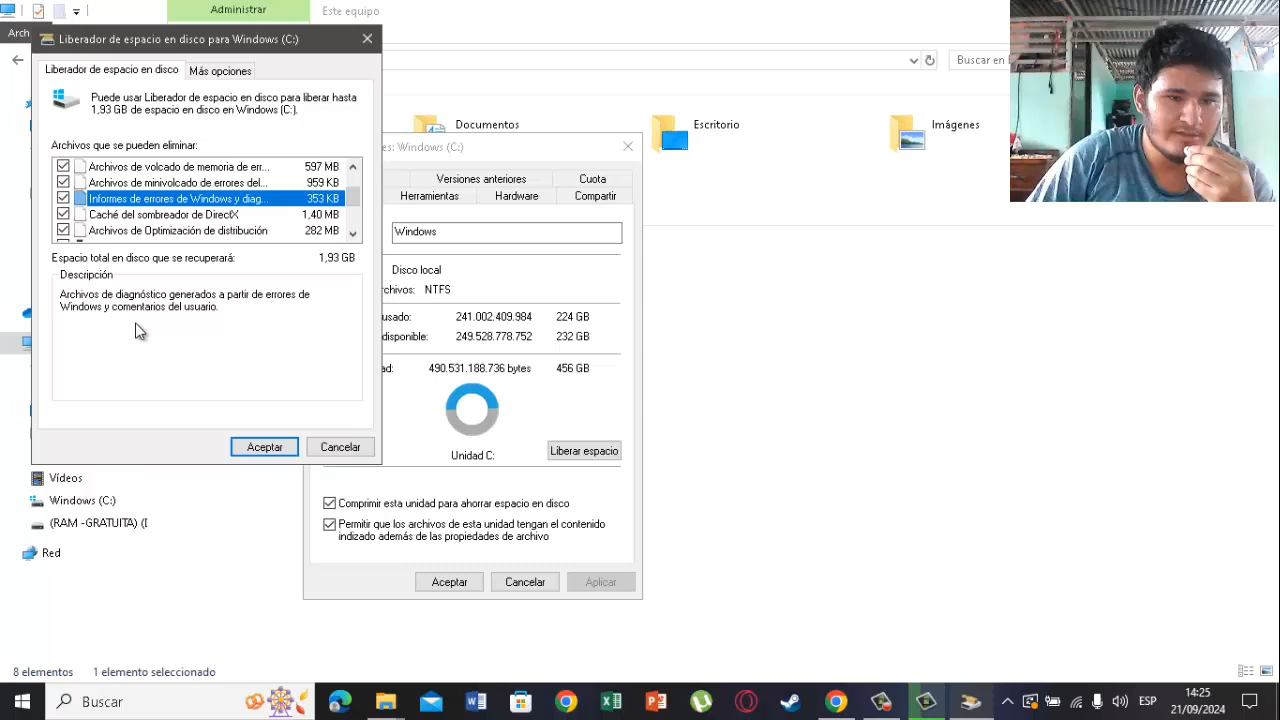 Administrar
Este equipo
Arch
Liberador de espacio en disco para Windows (C:)
Liberador de espacio en disco
Más opciones
Puede usar Liberador de espacio en disco para liberar hasta
1,93 GB de espacio en disco en Windows (C:).
Archivos que se pueden eliminar:
Archivos de volcado de memoria de err... 597 MB
Archivos de minivolcado de errores del... 959 KB
Informes de errores de Windows y diag... 353 KB
Caché del sombreador de DirectX 1,40 MB
Archivos de Optimización de distribución 282 MB
Espacio total en disco que se recuperará: 1,93 GB
Descripción
Archivos de diagnóstico generados a partir de errores de
Windows y comentarios del usuario.
Aceptar
Cancelar
Buscar en
Documentos
Escritorio
Imágenes
es: Windows (C:)
Versiones anteriores
Cuota
Herramientas
Hardware
Compartir
Windows
Disco local
rchivos: NTFS
usado: 241.002.409.984 224 GB
disponible: 249.528.778.752 232 GB
ad: 490.531.188.736 bytes 456 GB
Unidad C:
Liberar espacio
Comprimir esta unidad para ahorrar espacio en disco
Permitir que los archivos de esta unidad tengan el contenido
indizado además de las propiedades de archivo
Aceptar
Cancelar
Aplicar
Vídeos
Windows (C:)
(RAM -GRATUITA) (I
Red
8 elementos
1 elemento seleccionado
Buscar
ESP
14:25
21/09/2024